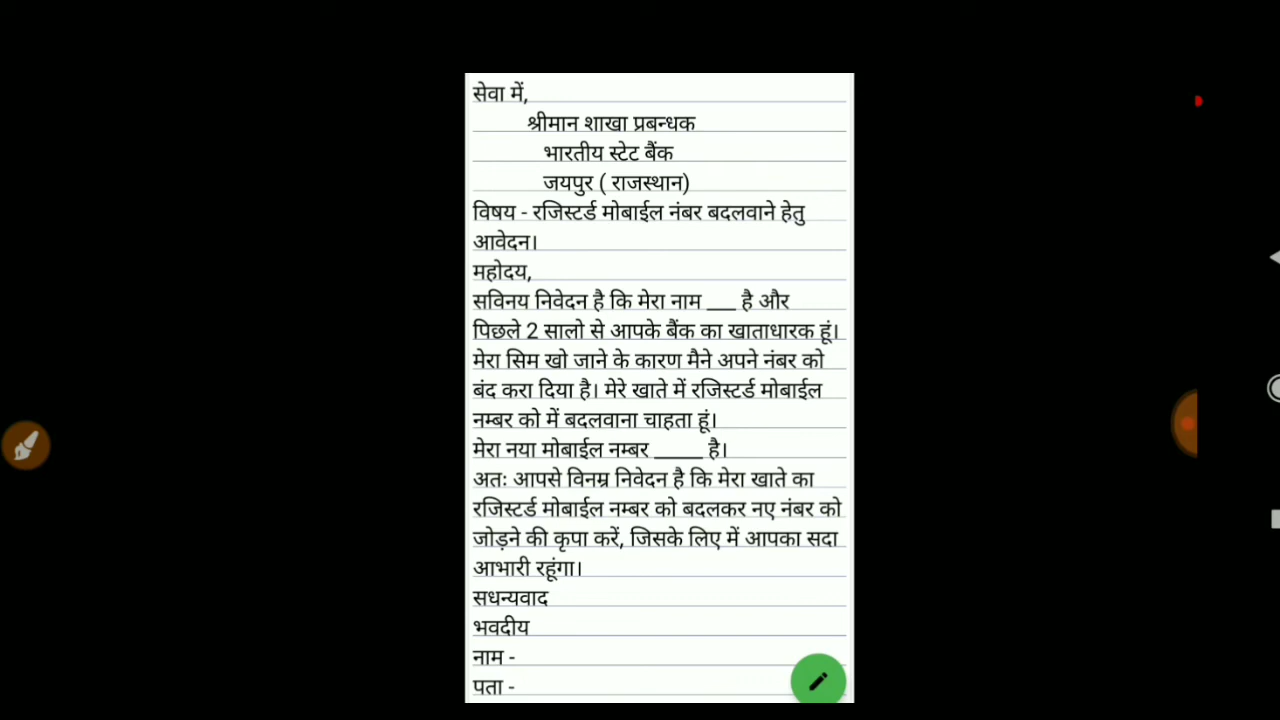 सेवा में,
श्रीमान शाखा प्रबन्धक
भारतीय स्टेट बैंक
जयपुर ( राजस्थान)
विषय - रजिस्टर्ड मोबाईल नंबर बदलवाने हेतु
आवेदन।
महोदय,
सविनय निवेदन है कि मेरा नाम ___ है और
पिछले 2 सालो से आपके बैंक का खाताधारक हूं।
मेरा सिम खो जाने के कारण मैने अपने नंबर को
बंद करा दिया है। मेरे खाते में रजिस्टर्ड मोबाईल
नम्बर को में बदलवाना चाहता हूं।
मेरा नया मोबाईल नम्बर _____ है।
अतः आपसे विनम्र निवेदन है कि मेरा खाते का
रजिस्टर्ड मोबाईल नम्बर को बदलकर नए नंबर को
जोड़ने की कृपा करें, जिसके लिए में आपका सदा
आभारी रहूंगा।
सधन्यवाद
भवदीय
नाम -
पता -